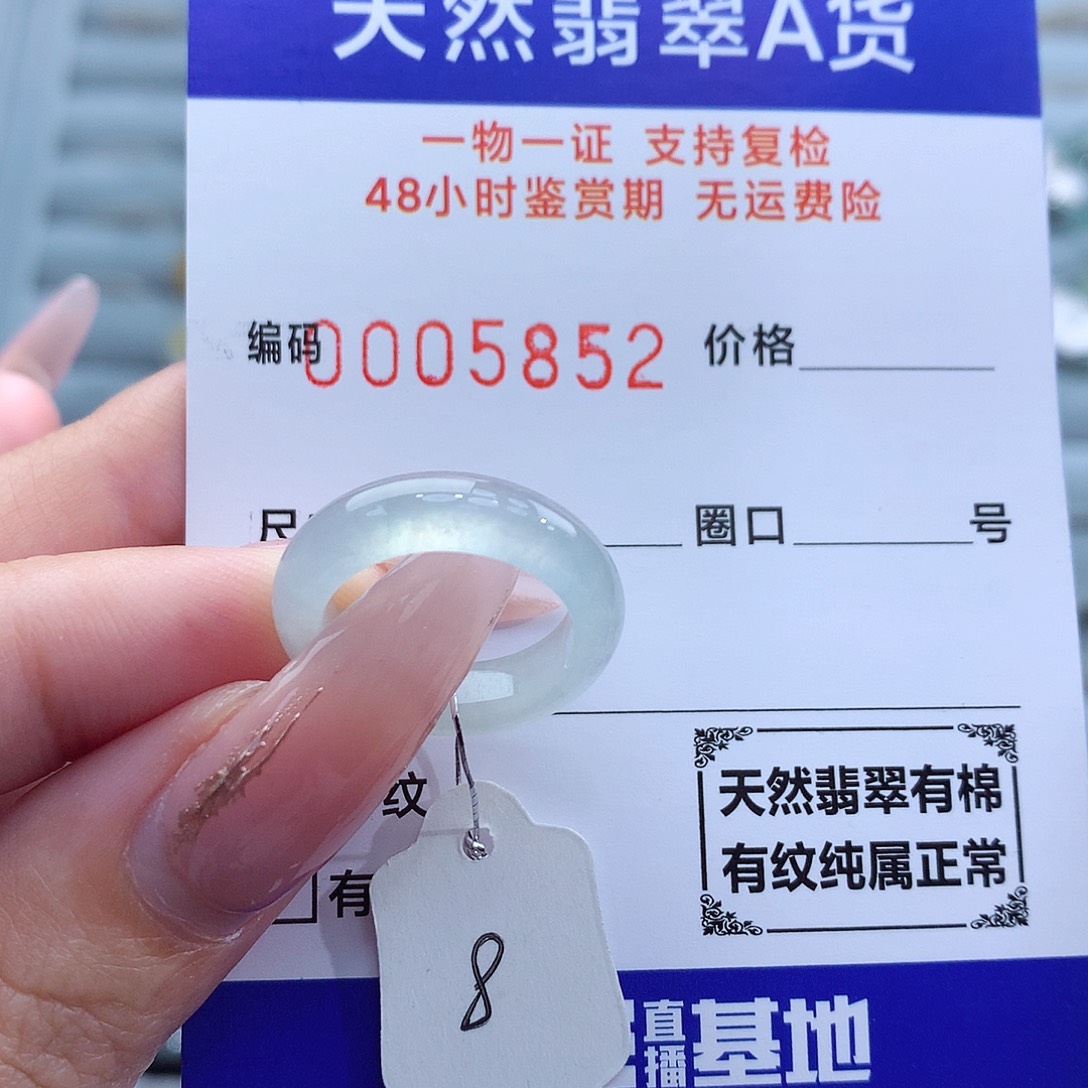 天然翡翠A货
一物一证 支持复检
48小时鉴赏期 无运费险
编码0005852 价格
尺 圈口 号
纹
天然翡翠有棉
有纹纯属正常
有
8
直播基地